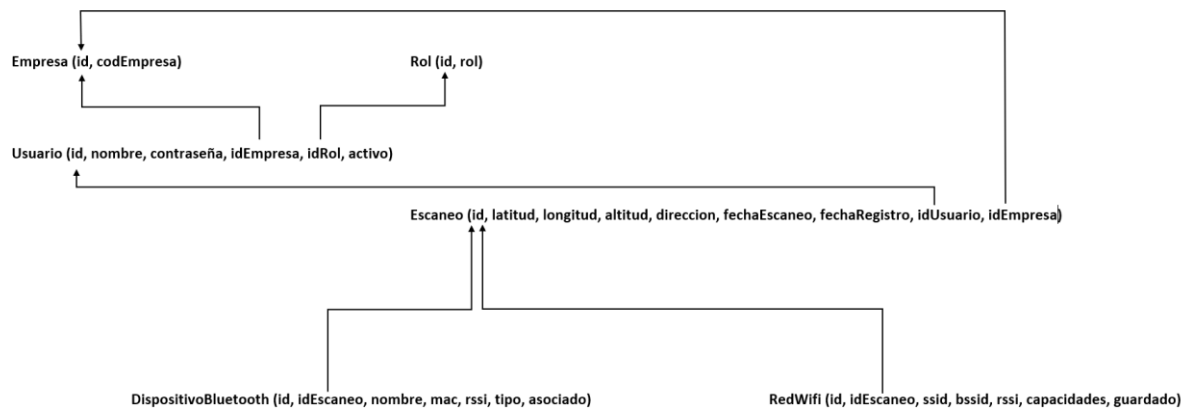 Empresa (id, codEmpresa)
Rol (id, rol)
Usuario (id, nombre, contraseña, idEmpresa, idRol, activo)
Escaneo (id, latitud, longitud, altitud, direccion, fechaEscaneo, fechaRegistro, idUsuario, idEmpresa)
DispositivoBluetooth (id, idEscaneo, nombre, mac, rssi, tipo, asociado)
RedWifi (id, idEscaneo, ssid, bssid, rssi, capacidades, guardado)